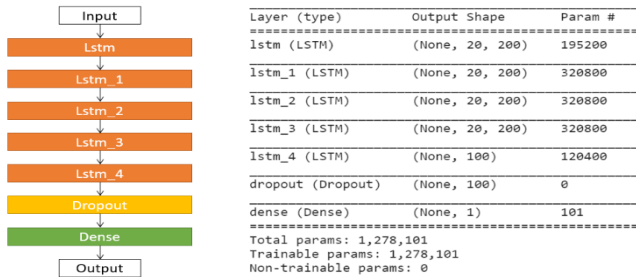 Input
Lstm
Lstm_1
Lstm_2
Lstm_3
Lstm_4
Dropout
Dense
Output
Layer (type) Output Shape Param #
lstm (LSTM) (None, 20, 200) 195200
lstm_1 (LSTM) (None, 20, 200) 320800
lstm_2 (LSTM) (None, 20, 200) 320800
lstm_3 (LSTM) (None, 20, 200) 320800
lstm_4 (LSTM) (None, 100) 120400
dropout (Dropout) (None, 100) 0
dense (Dense) (None, 1) 101
Total params: 1,278,101
Trainable params: 1,278,101
Non-trainable params: 0